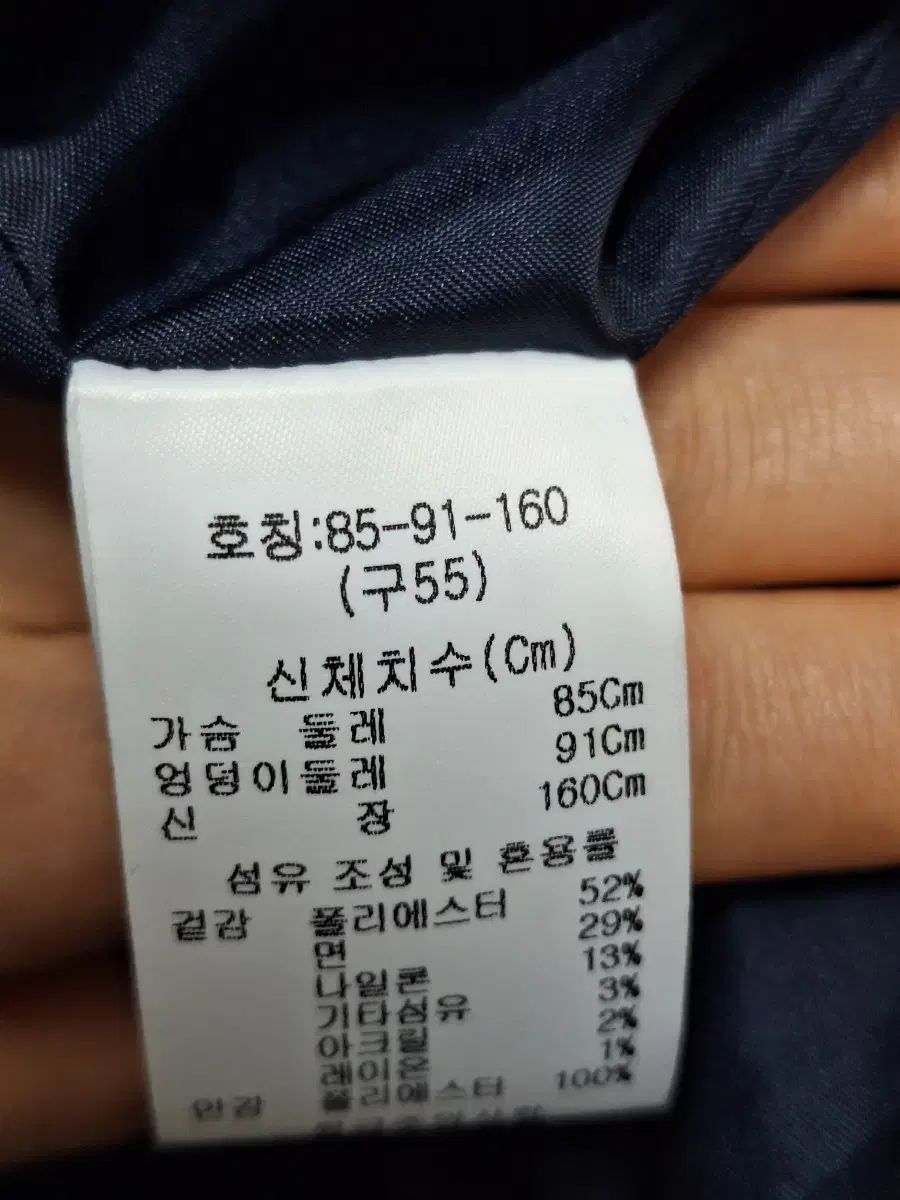 호칭:85-91-160
(구55)
신체치수(Cm)
가슴 둘레 85Cm
엉덩이둘레 91Cm
신 장 160Cm
섬유 조성 및 혼용률
겉감 폴리에스터 52%
면 29%
나일론 13%
기타섬유 3%
아크릴 2%
레이온 1%
안감 폴리에스터 100%